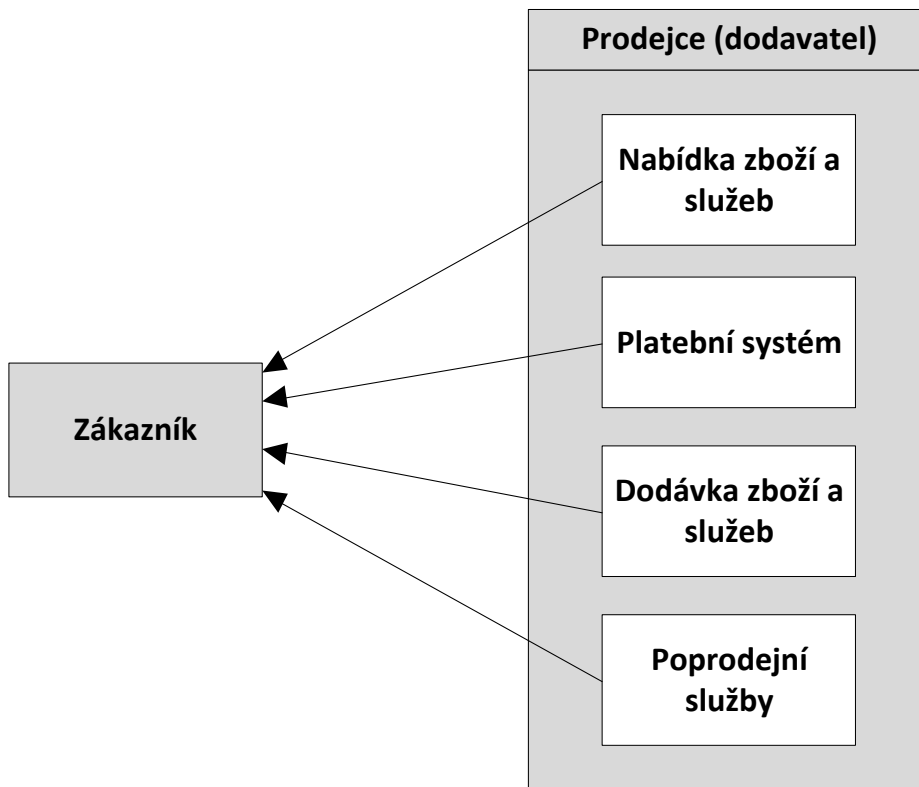 Prodejce (dodavatel)
Nabídka zboží a
služeb
Platební systém
Zákazník
Dodávka zboží a
služeb
Poprodejní
služby